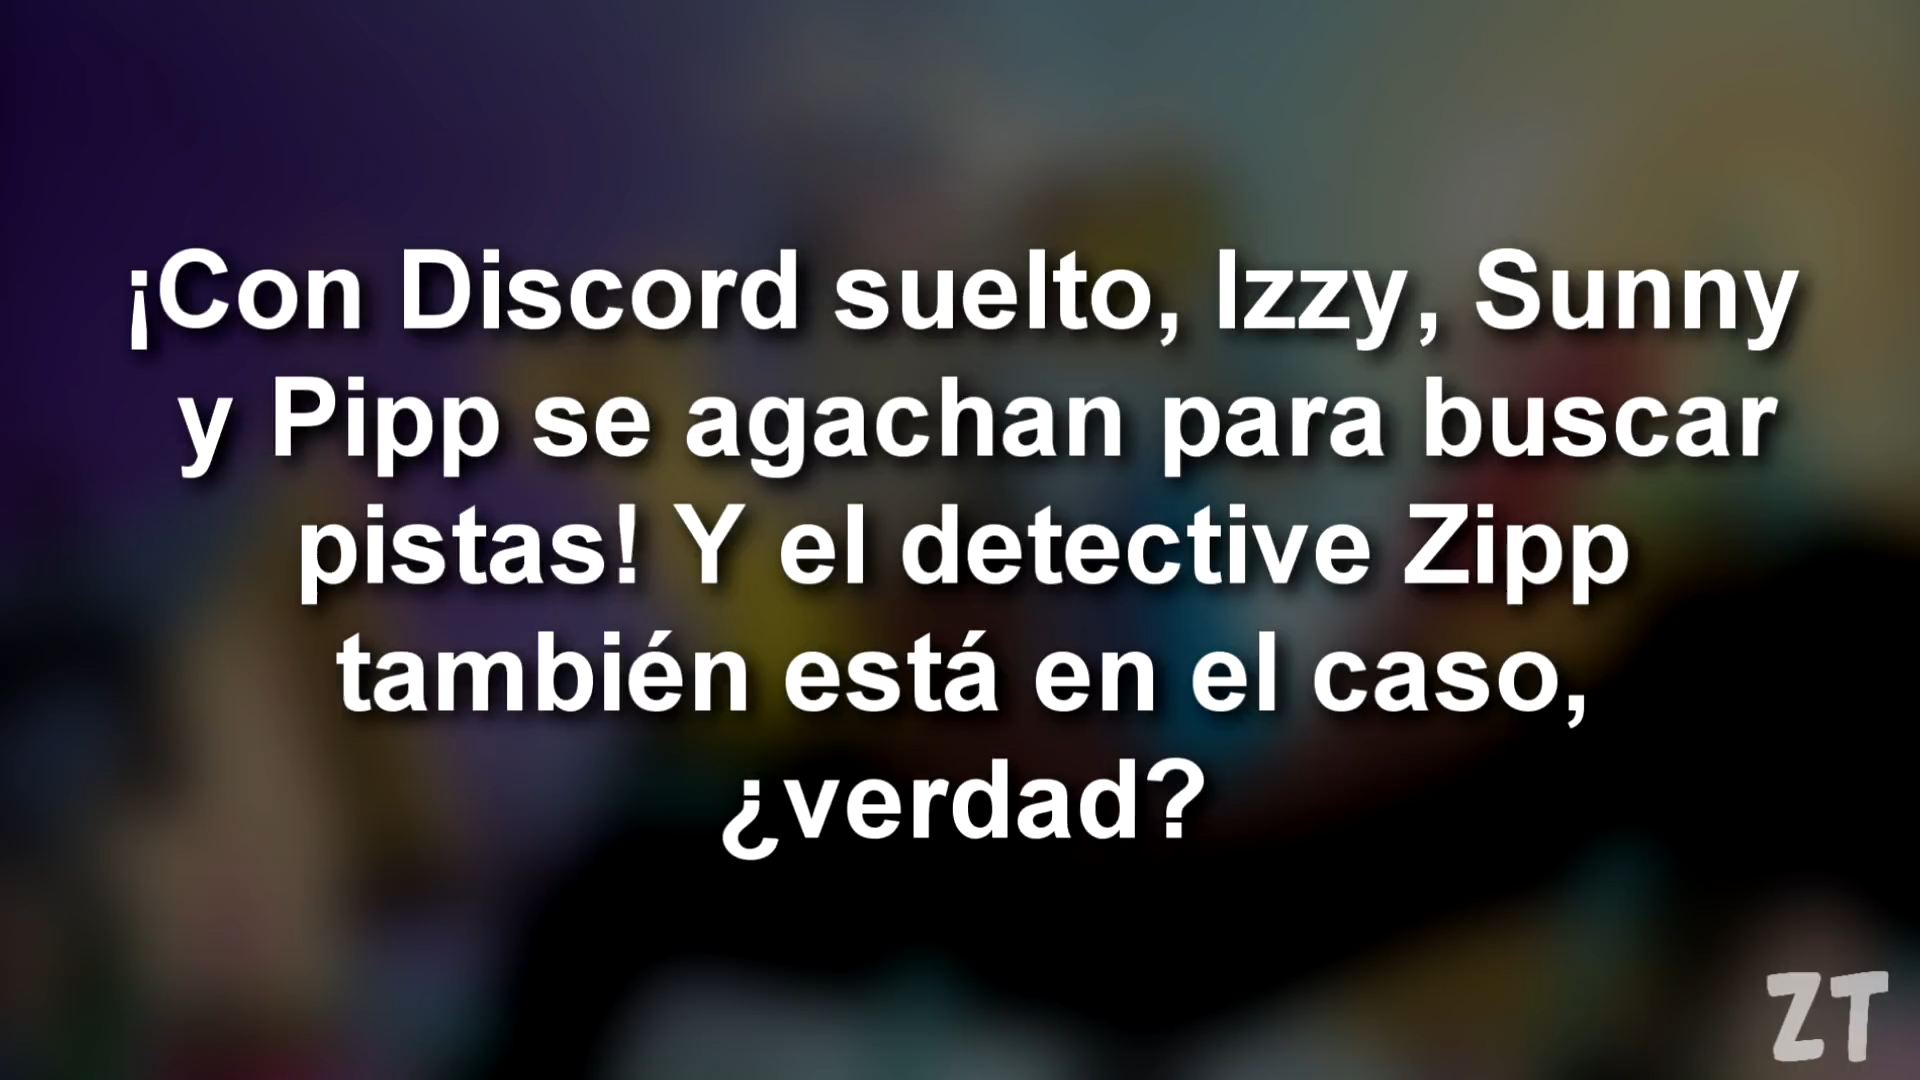 ¡Con Discord suelto, Izzy, Sunny
y Pipp se agachan para buscar
pistas! Y el detective Zipp
también está en el caso,
¿verdad?
ZT